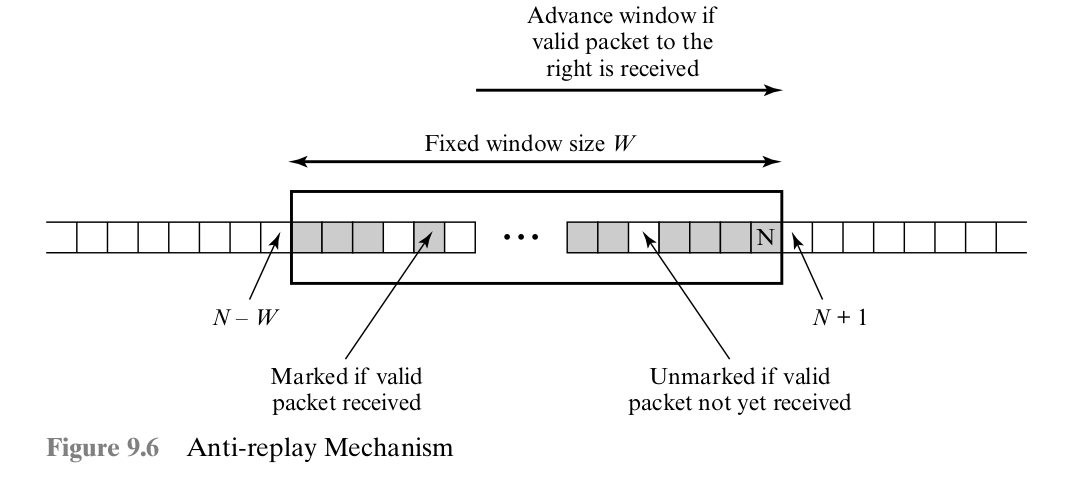 Advance window if
valid packet to the
right is received
Fixed window size W
• • •
N
N – W
N + 1
Marked if valid
packet received
Unmarked if valid
packet not yet received
Figure 9.6 Anti-replay Mechanism